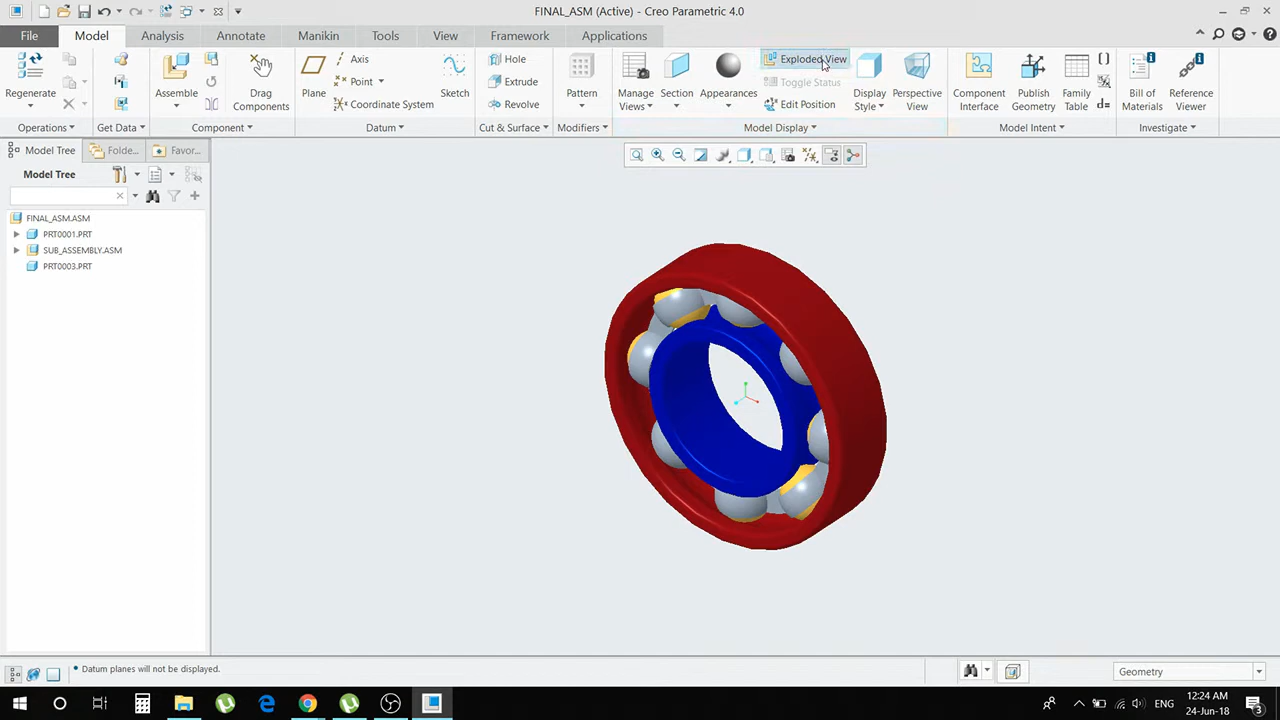 FINAL_ASM (Active) - Creo Parametric 4.0
File Model Analysis Annotate Manikin Tools View Framework Applications
Regenerate
Operations
Get Data
Assemble
Drag Components
Component
Plane
Axis
Point
Coordinate System
Sketch
Datum
Hole
Extrude
Revolve
Cut & Surface
Pattern
Modifiers
Manage Views
Section
Appearances
Exploded View
Toggle Status
Edit Position
Display Style
Perspective View
Model Display
Component Interface
Publish Geometry
Family Table
Model Intent
Bill of Materials
Reference Viewer
Investigate
Model Tree Folde... Favor...
Model Tree
FINAL_ASM.ASM
PRT0001.PRT
SUB_ASSEMBLY.ASM
PRT0003.PRT
Datum planes will not be displayed.
Geometry
ENG
12:24 AM
24-Jun-18
3